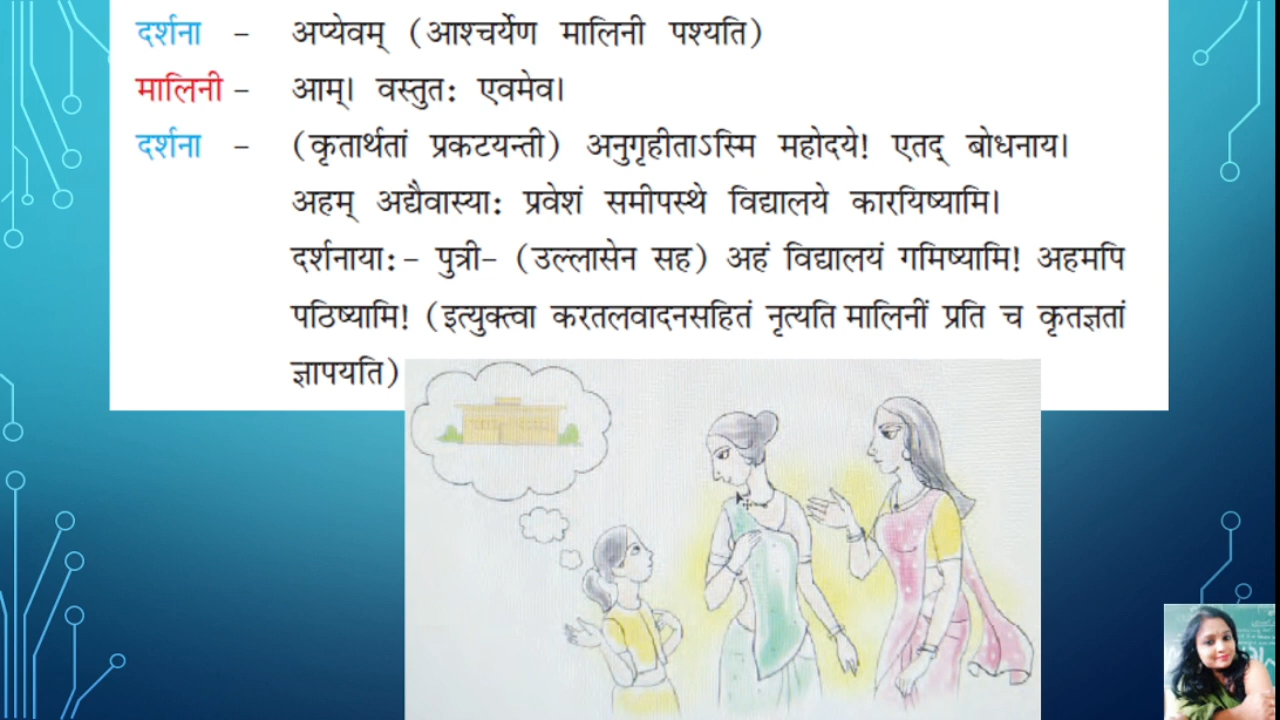 दर्शना - अप्येवम् (आश्चर्येण मालिनी पश्यति)
मालिनी - आम्। वस्तुतः एवमेव।
दर्शना - (कृतार्थतां प्रकटयन्ती) अनुगृहीताऽस्मि महोदये! एतद् बोधनाय।
अहम् अद्यैवास्याः प्रवेशं समीपस्थे विद्यालये कारयिष्यामि।
दर्शनायाः- पुत्री- (उल्लासेन सह) अहं विद्यालयं गमिष्यामि! अहमपि
पठिष्यामि! (इत्युक्त्वा करतलवादनसहितं नृत्यति मालिनीं प्रति च कृतज्ञतां
ज्ञापयति)